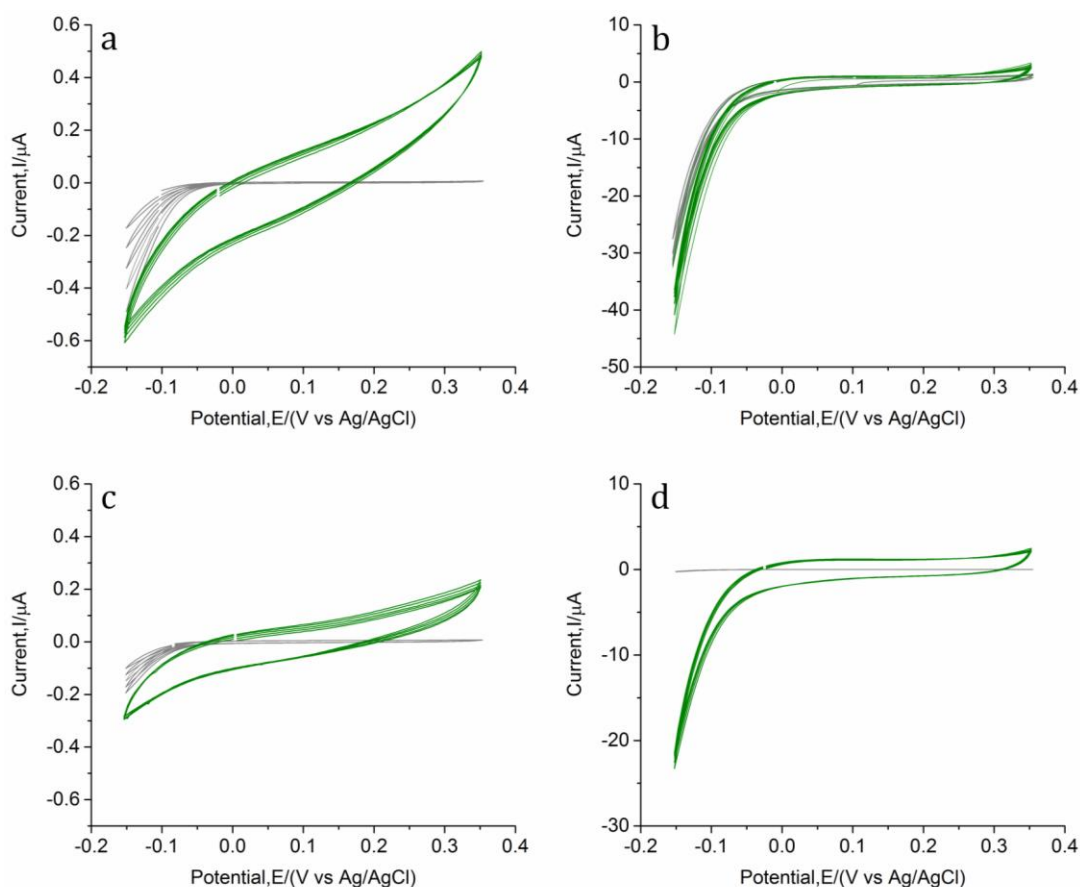 a
0.6
0.4
0.2
0.0
-0.2
-0.4
-0.6
Current,I/μA
-0.2 -0.1 0.0 0.1 0.2 0.3 0.4
Potential,E/(V vs Ag/AgCl)
b
10
0
-10
-20
-30
-40
-50
Current,I/μA
-0.2 -0.1 0.0 0.1 0.2 0.3 0.4
Potential,E/(V vs Ag/AgCl)
c
0.6
0.4
0.2
0.0
-0.2
-0.4
-0.6
Current,I/μA
-0.2 -0.1 0.0 0.1 0.2 0.3 0.4
Potential,E/(V vs Ag/AgCl)
d
10
0
-10
-20
-30
Current,I/μA
-0.2 -0.1 0.0 0.1 0.2 0.3 0.4
Potential,E/(V vs Ag/AgCl)